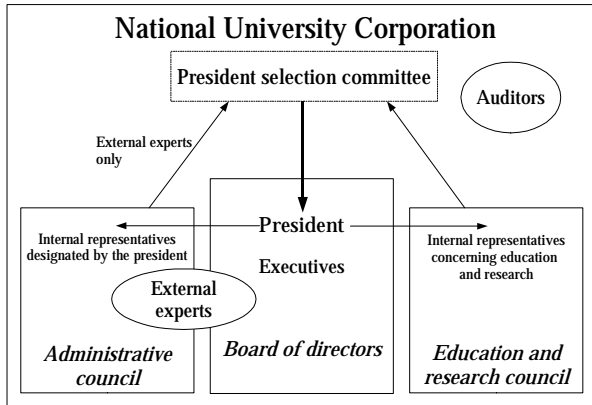 National University Corporation
President selection committee
Auditors
External experts
only
President
Internal representatives
designated by the president
Executives
Internal representatives
concerning education
and research
External
experts
Administrative
council
Board of directors
Education and
research council